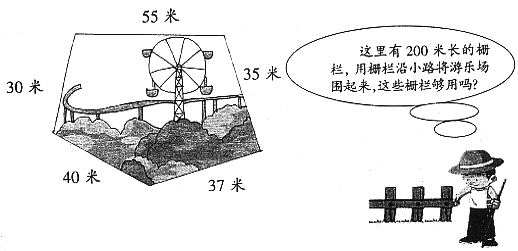 55 米
30 米
35 米
40 米
37 米
这里有 200 米长的栅
栏，用栅栏沿小路将游乐场
围起来，这些栅栏够用吗？